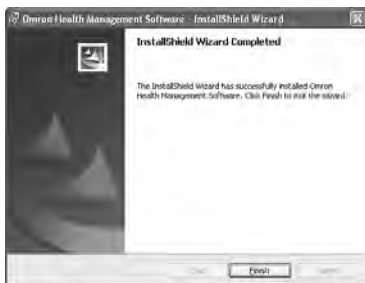 Omron Health Management Software - InstallShield Wizard
InstallShield Wizard Completed
The InstallShield Wizard has successfully installed Omron
Health Management Software. Click Finish to exit the wizard.
Finish